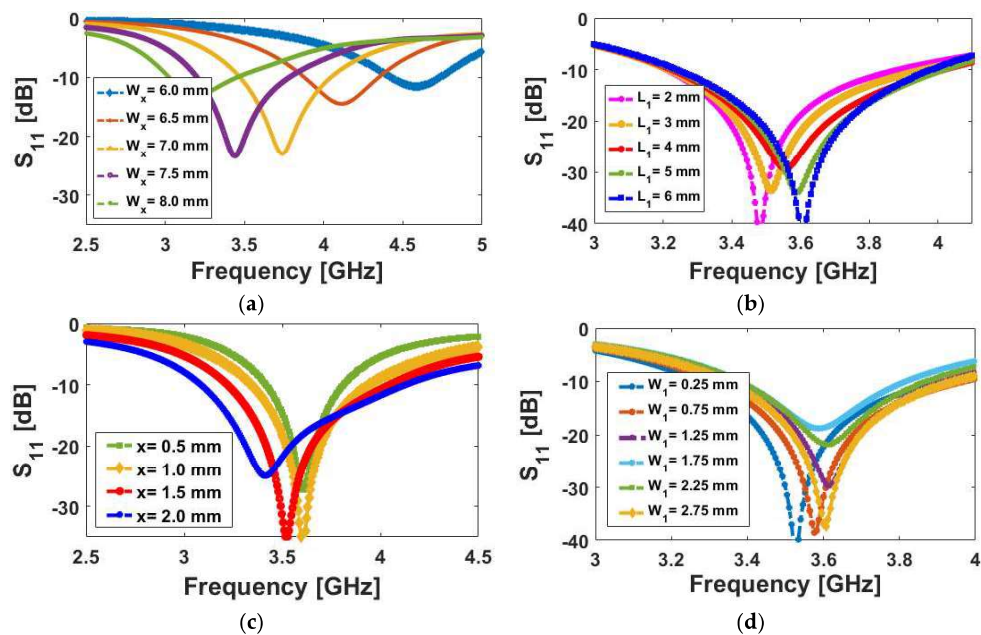 0
-10
-20
-30
S11 [dB]
Wx= 6.0 mm
Wx= 6.5 mm
Wx= 7.0 mm
Wx= 7.5 mm
Wx= 8.0 mm
2.5 3 3.5 4 4.5 5
Frequency [GHz]
(a)
0
-10
-20
-30
-40
S11 [dB]
L1= 2 mm
L1= 3 mm
L1= 4 mm
L1= 5 mm
L1= 6 mm
3 3.2 3.4 3.6 3.8 4
Frequency [GHz]
(b)
0
-10
-20
-30
S11 [dB]
x= 0.5 mm
x= 1.0 mm
x= 1.5 mm
x= 2.0 mm
2.5 3 3.5 4 4.5
Frequency [GHz]
(c)
0
-10
-20
-30
-40
S11 [dB]
W1= 0.25 mm
W1= 0.75 mm
W1= 1.25 mm
W1= 1.75 mm
W1= 2.25 mm
W1= 2.75 mm
3 3.2 3.4 3.6 3.8 4
Frequency [GHz]
(d)